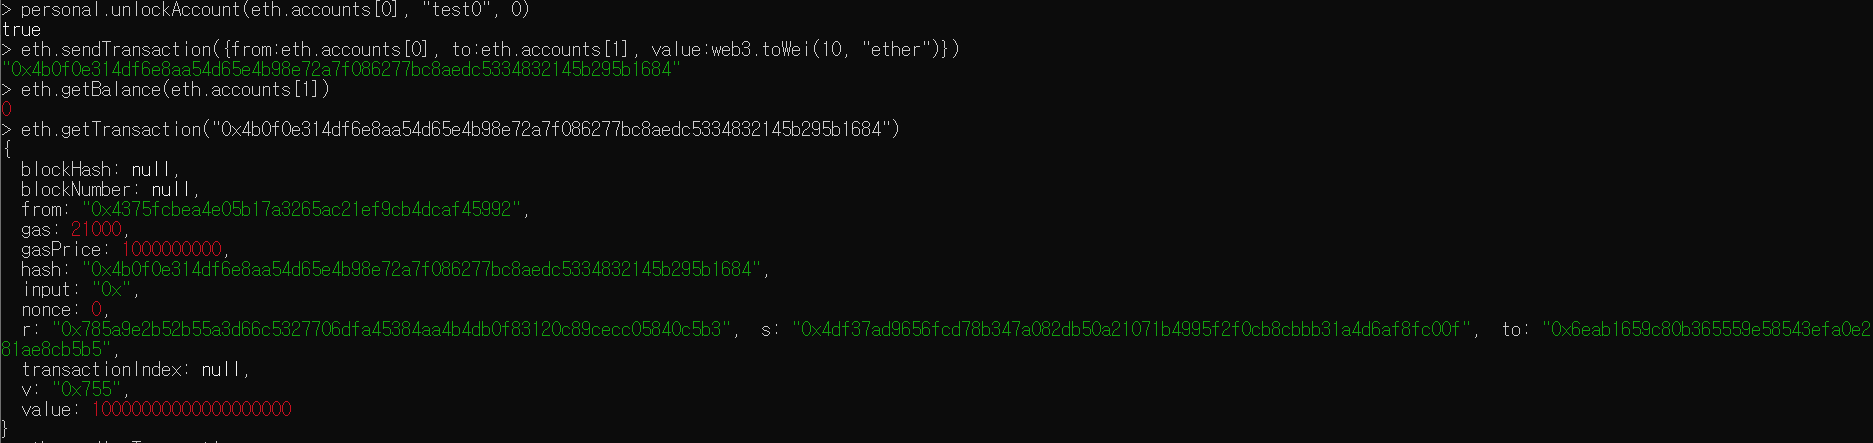 > personal.unlockAccount(eth.accounts[0], "test0", 0)
true
> eth.sendTransaction({from:eth.accounts[0], to:eth.accounts[1], value:web3.toWei(10, "ether")})
"0x4b0f0e314df6e8aa54d65e4b98e72a7f086277bc8aedc5334832145b295b1684"
> eth.getBalance(eth.accounts[1])
0
> eth.getTransaction("0x4b0f0e314df6e8aa54d65e4b98e72a7f086277bc8aedc5334832145b295b1684")
{
  blockHash: null,
  blockNumber: null,
  from: "0x4375fcbea4e05b17a3265ac21ef9cb4dcaf45992",
  gas: 21000,
  gasPrice: 1000000000,
  hash: "0x4b0f0e314df6e8aa54d65e4b98e72a7f086277bc8aedc5334832145b295b1684",
  input: "0x",
  nonce: 0,
  r: "0x785a9e2b52b55a3d66c5327706dfa45384aa4b4db0f83120c89cecc05840c5b3",  s: "0x4df37ad9656fcd78b347a082db50a21071b4995f2f0cb8cbbb31a4d6af8fc00f",  to: "0x6eab1659c80b365559e58543efa0e2
81ae8cb5b5",
  transactionIndex: null,
  v: "0x755",
  value: 10000000000000000000
}